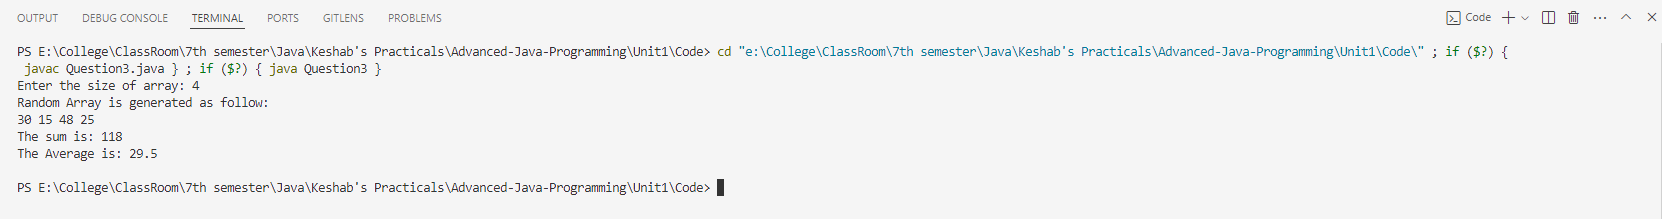 OUTPUT DEBUG CONSOLE TERMINAL PORTS GITLENS PROBLEMS Code
PS E:\College\ClassRoom\7th semester\Java\Keshab's Practicals\Advanced-Java-Programming\Unit1\Code> cd "e:\College\ClassRoom\7th semester\Java\Keshab's Practicals\Advanced-Java-Programming\Unit1\Code\" ; if ($?) {
javac Question3.java } ; if ($?) { java Question3 }
Enter the size of array: 4
Random Array is generated as follow:
30 15 48 25
The sum is: 118
The Average is: 29.5
PS E:\College\ClassRoom\7th semester\Java\Keshab's Practicals\Advanced-Java-Programming\Unit1\Code>